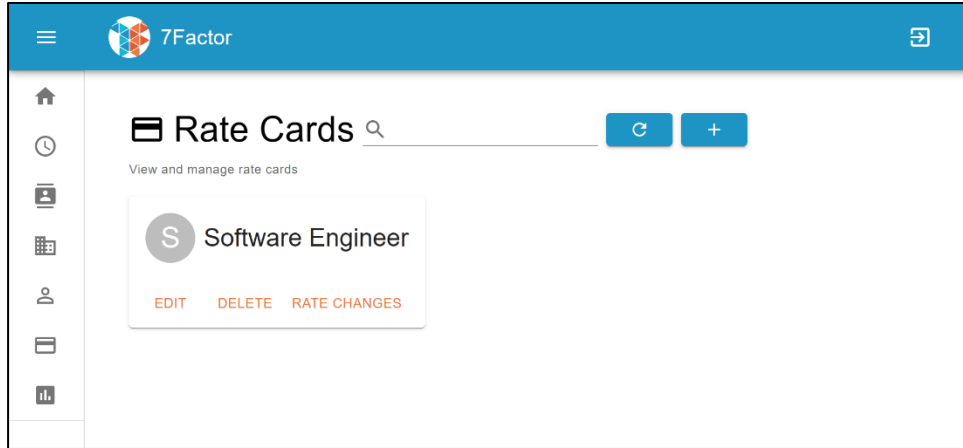 7Factor
Rate Cards
View and manage rate cards
S Software Engineer
EDIT DELETE RATE CHANGES